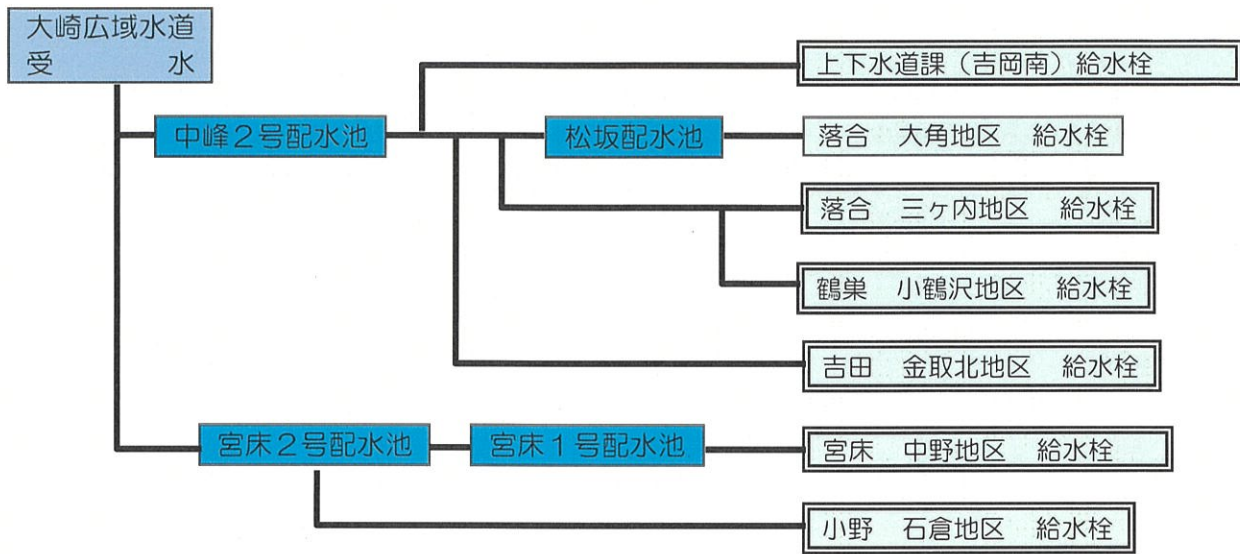 大崎広域水道
受　　　水
上下水道課（吉岡南）給水栓
中峰２号配水池
松坂配水池
落合　大角地区　給水栓
落合　三ヶ内地区　給水栓
鶴巣　小鶴沢地区　給水栓
吉田　金取北地区　給水栓
宮床２号配水池
宮床１号配水池
宮床　中野地区　給水栓
小野　石倉地区　給水栓